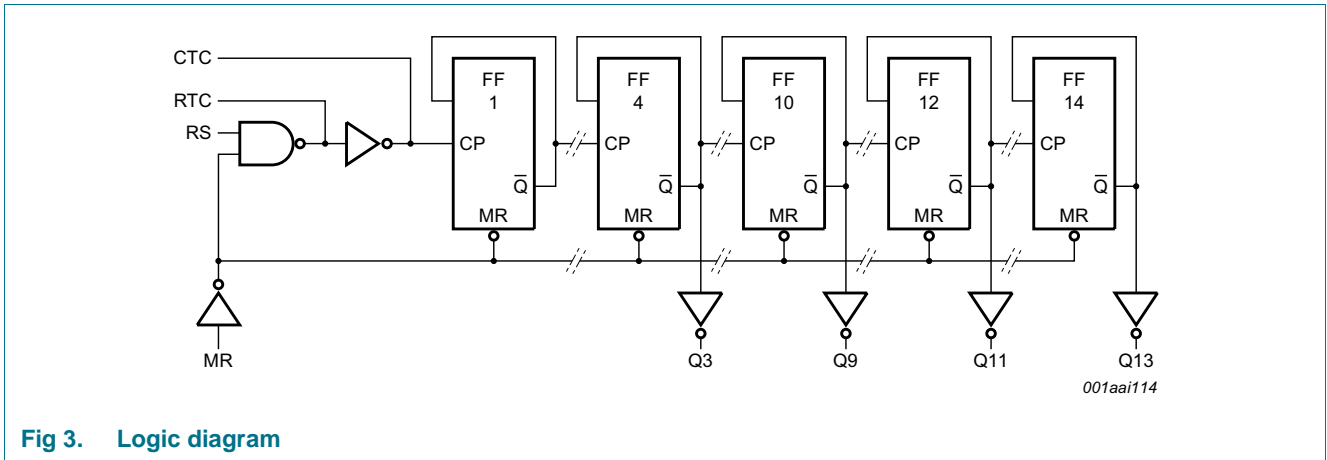 CTC
RTC
RS
FF
1
CP
Q̅
MR
FF
4
CP
Q̅
MR
FF
10
CP
Q̅
MR
FF
12
CP
Q̅
MR
FF
14
CP
Q̅
MR
MR
Q3
Q9
Q11
Q13
001aai114
Fig 3. Logic diagram